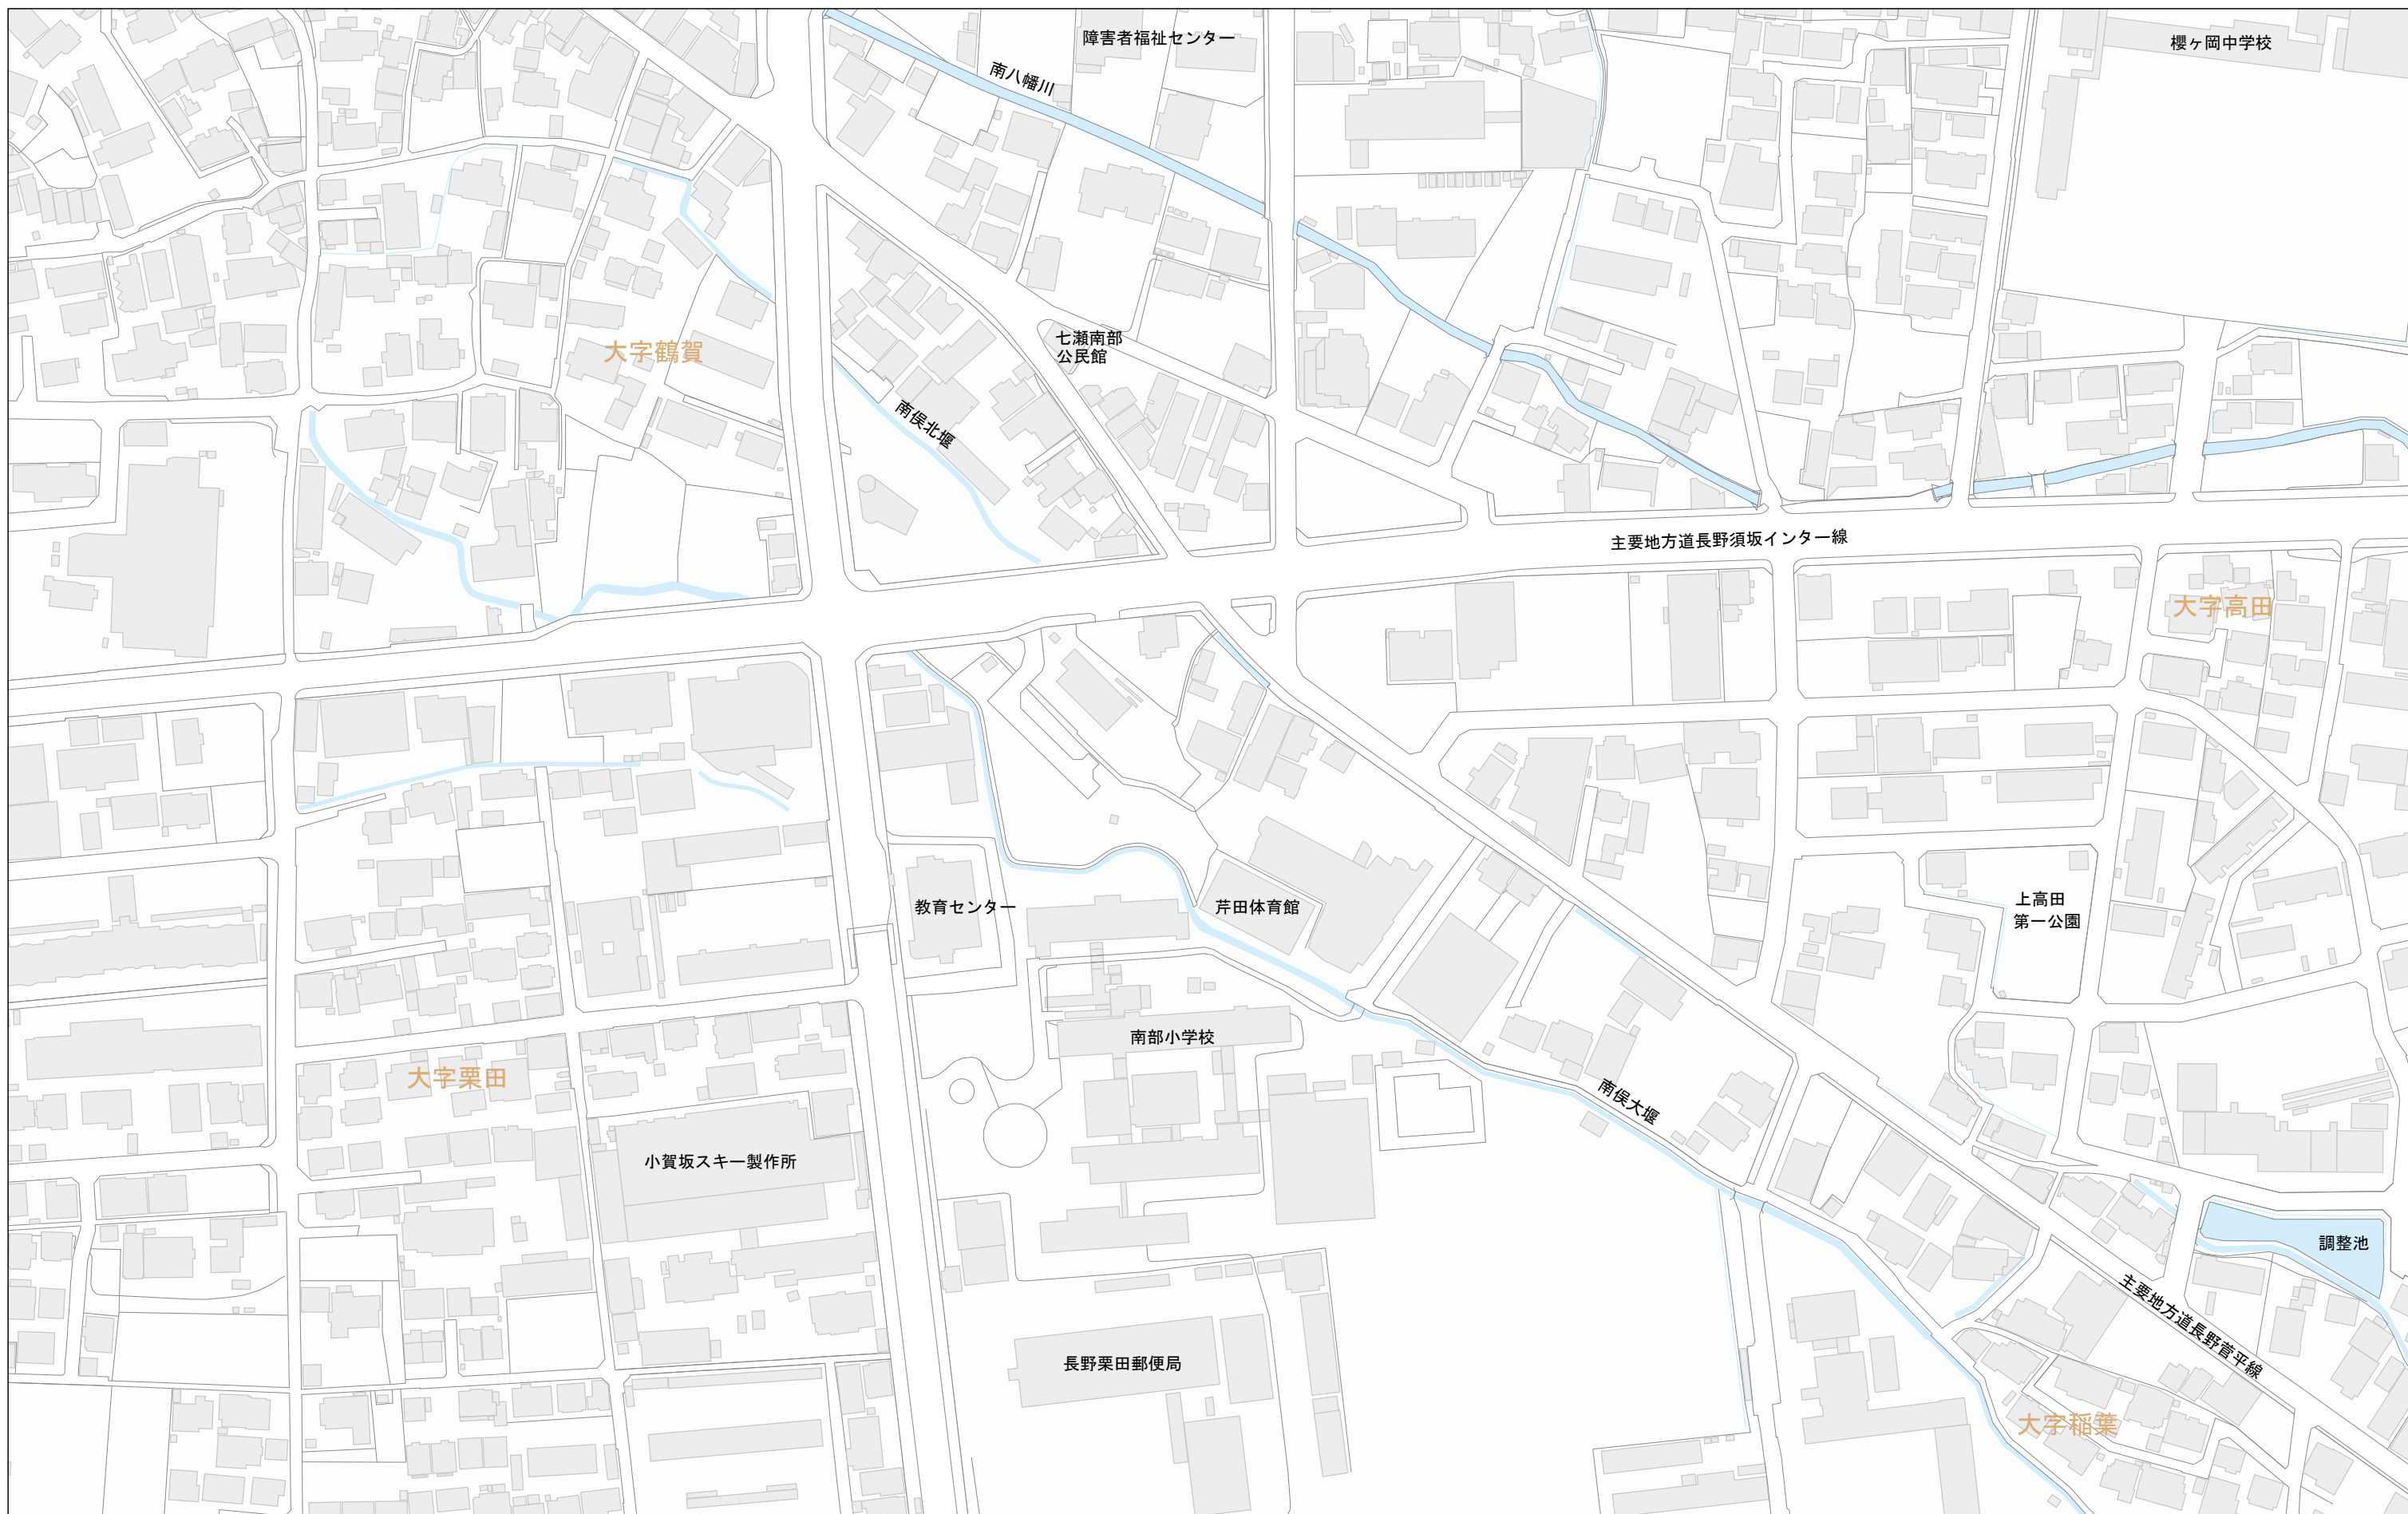 障害者福祉センター
櫻ヶ岡中学校
南八幡川
七瀬南部
公民館
大字鶴賀
南俣北堰
主要地方道長野須坂インター線
大字高田
教育センター
芹田体育館
上高田
第一公園
南部小学校
大字栗田
南俣大堰
小賀坂スキー製作所
調整池
主要地方道長野菅平線
長野栗田郵便局
大字稲葉